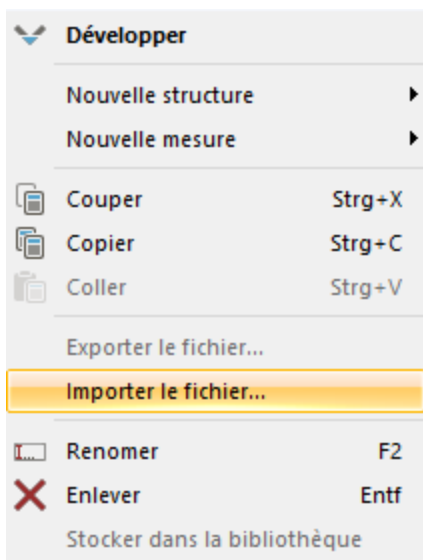 Développer
Nouvelle structure
Nouvelle mesure
Couper Strg+X
Copier Strg+C
Coller Strg+V
Exporter le fichier...
Importer le fichier...
Renomer F2
Enlever Entf
Stocker dans la bibliothèque